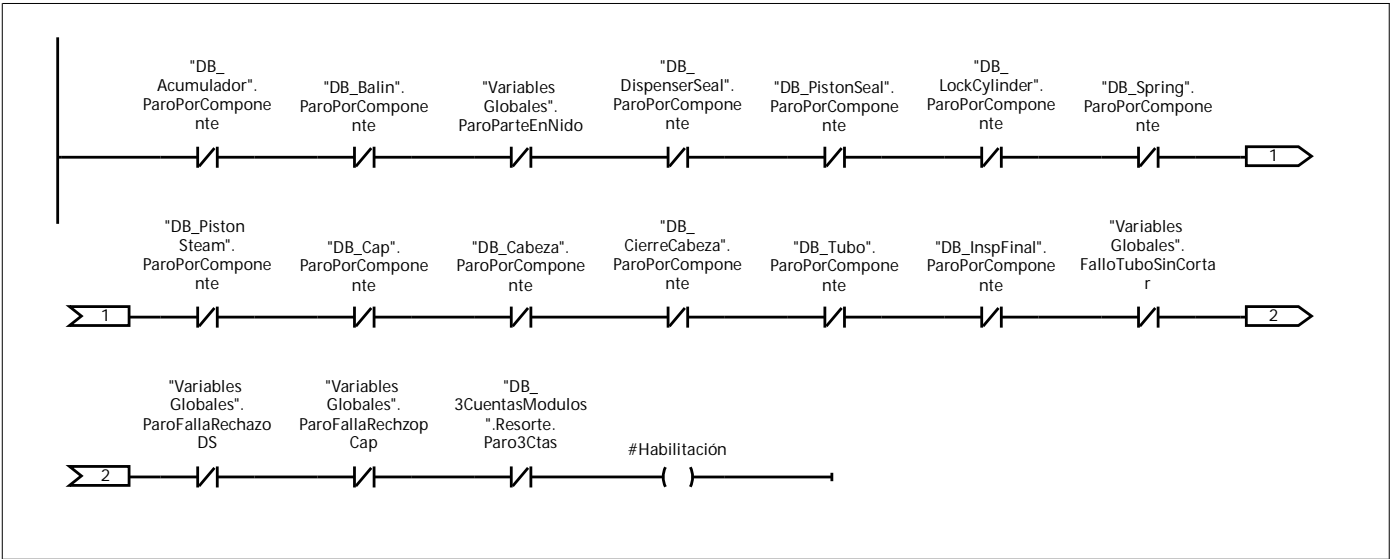 "DB_
Acumulador".
ParoPorCompone
nte
"DB_Balin".
ParoPorCompone
nte
"Variables
Globales".
ParoParteEnNido
"DB_
DispenserSeal".
ParoPorCompone
nte
"DB_PistonSeal".
ParoPorCompone
nte
"DB_
LockCylinder".
ParoPorCompone
nte
"DB_Spring".
ParoPorCompone
nte
1
"DB_Piston
Steam".
ParoPorCompone
nte
"DB_Cap".
ParoPorCompone
nte
"DB_Cabeza".
ParoPorCompone
nte
"DB_
CierreCabeza".
ParoPorCompone
nte
"DB_Tubo".
ParoPorCompone
nte
"DB_InspFinal".
ParoPorCompone
nte
"Variables
Globales".
FalloTuboSinCorta
r
1
2
"Variables
Globales".
ParoFallaRechazo
DS
"Variables
Globales".
ParoFallaRechzop
Cap
"DB_
3CuentasModulos
".Resorte.
Paro3Ctas
#Habilitación
2